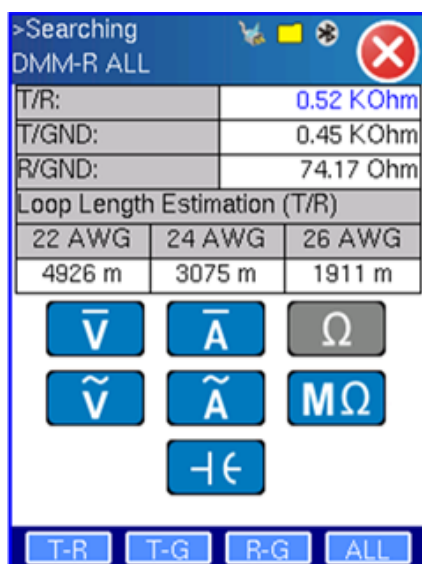 >Searching
DMM-R ALL
T/R: 0.52 KOhm
T/GND: 0.45 KOhm
R/GND: 74.17 Ohm
Loop Length Estimation (T/R)
22 AWG 24 AWG 26 AWG
4926 m 3075 m 1911 m
V̅ A̅ Ω
Ṽ Ã MΩ
T-R T-G R-G ALL